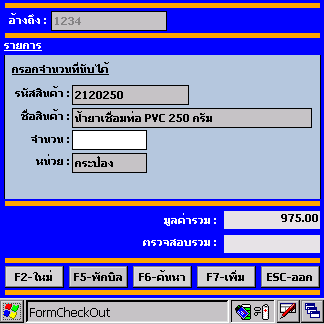 อ้างถึง : 1234
รายการ
กรอกจำนวนที่นับได้
รหัสสินค้า : 2120250
ชื่อสินค้า : น้ำยาเชื่อมท่อ PVC 250 กรัม
จำนวน :
หน่วย : กระป๋อง
มูลค่ารวม : 975.00
ตรวจสอบรวม :
F2-ใหม่ F5-พักบิล F6-ค้นหา F7-เพิ่ม ESC-ออก
FormCheckOut